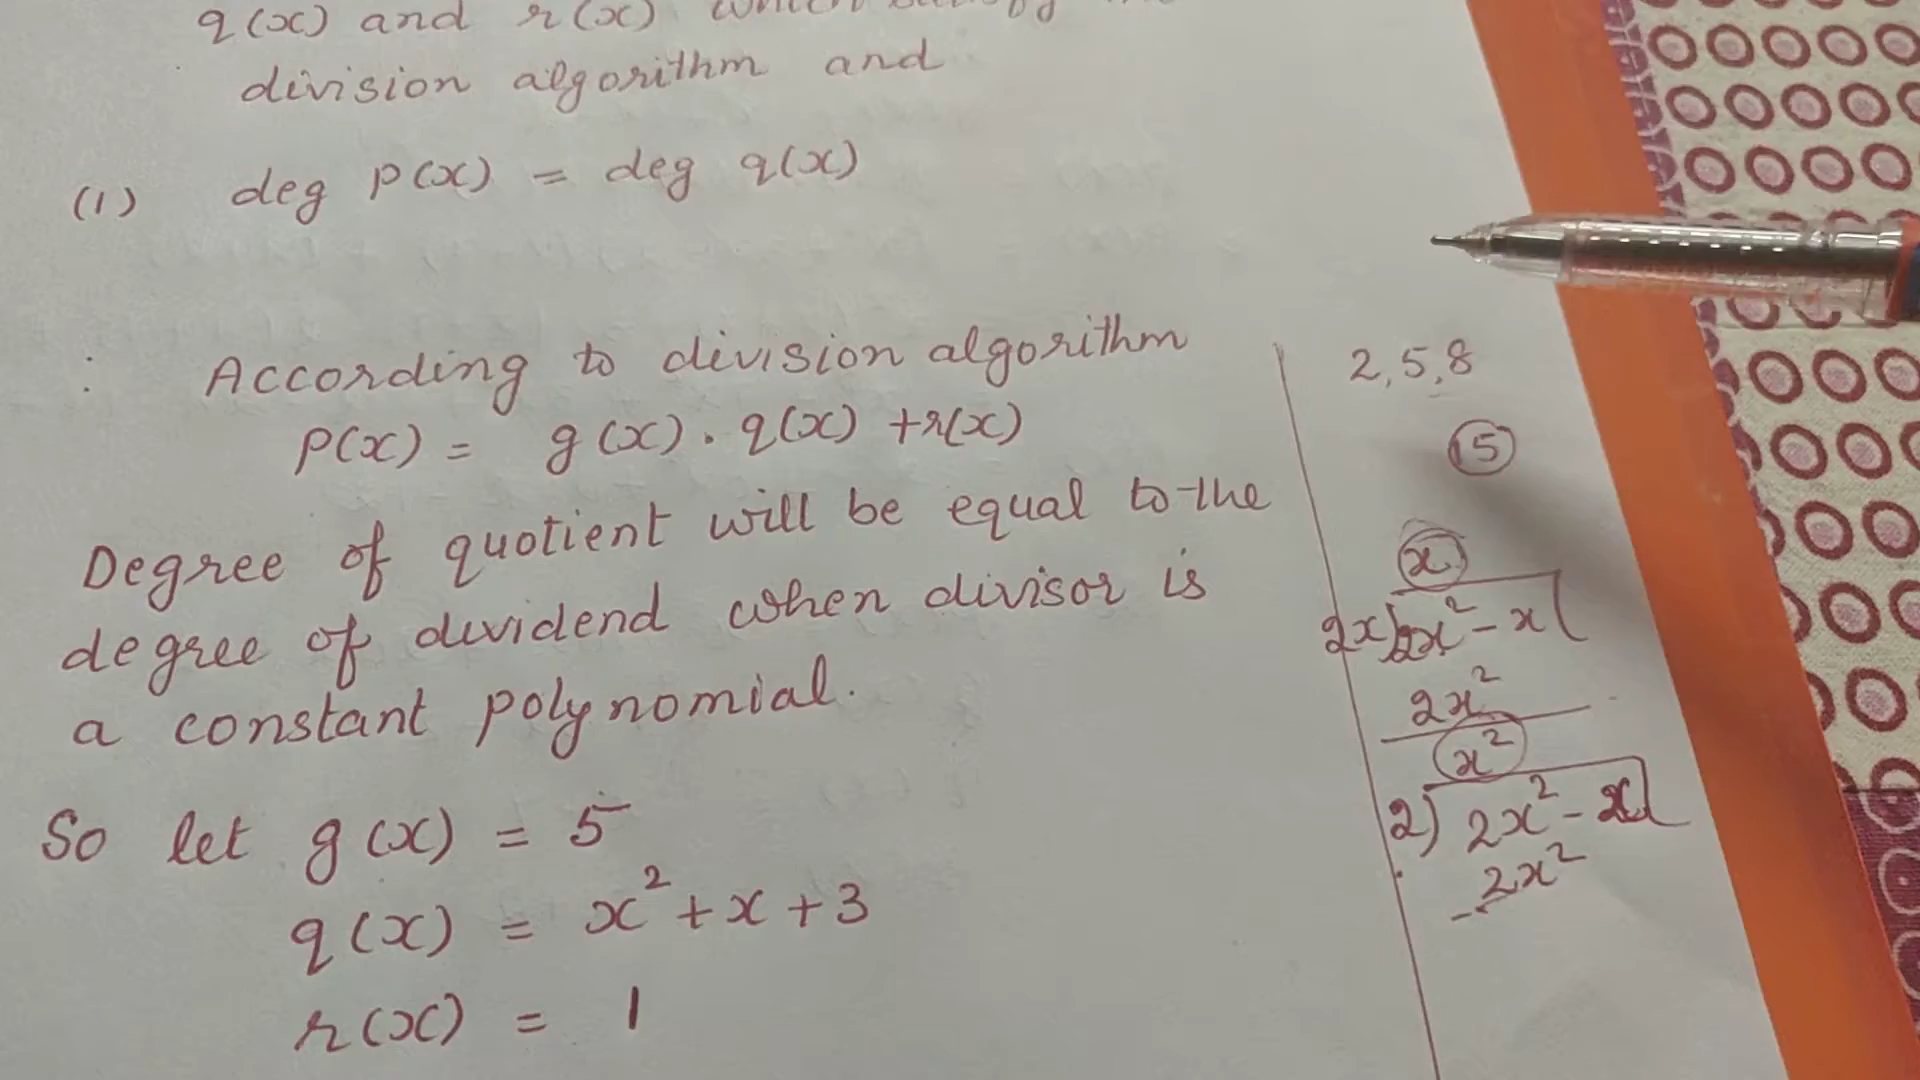 q(x) and r(x)
division algorithm and
(1) deg p(x) = deg q(x)
∴ According to division algorithm
p(x) = g(x) . q(x) + r(x)
Degree of quotient will be equal to the
degree of dividend when divisor is
a constant polynomial.
So let g(x) = 5
q(x) = x² + x + 3
r(x) = 1
2,5,8
5
x
2x)2x² - x(
2x²
x²
2) 2x² - x
2x²
-